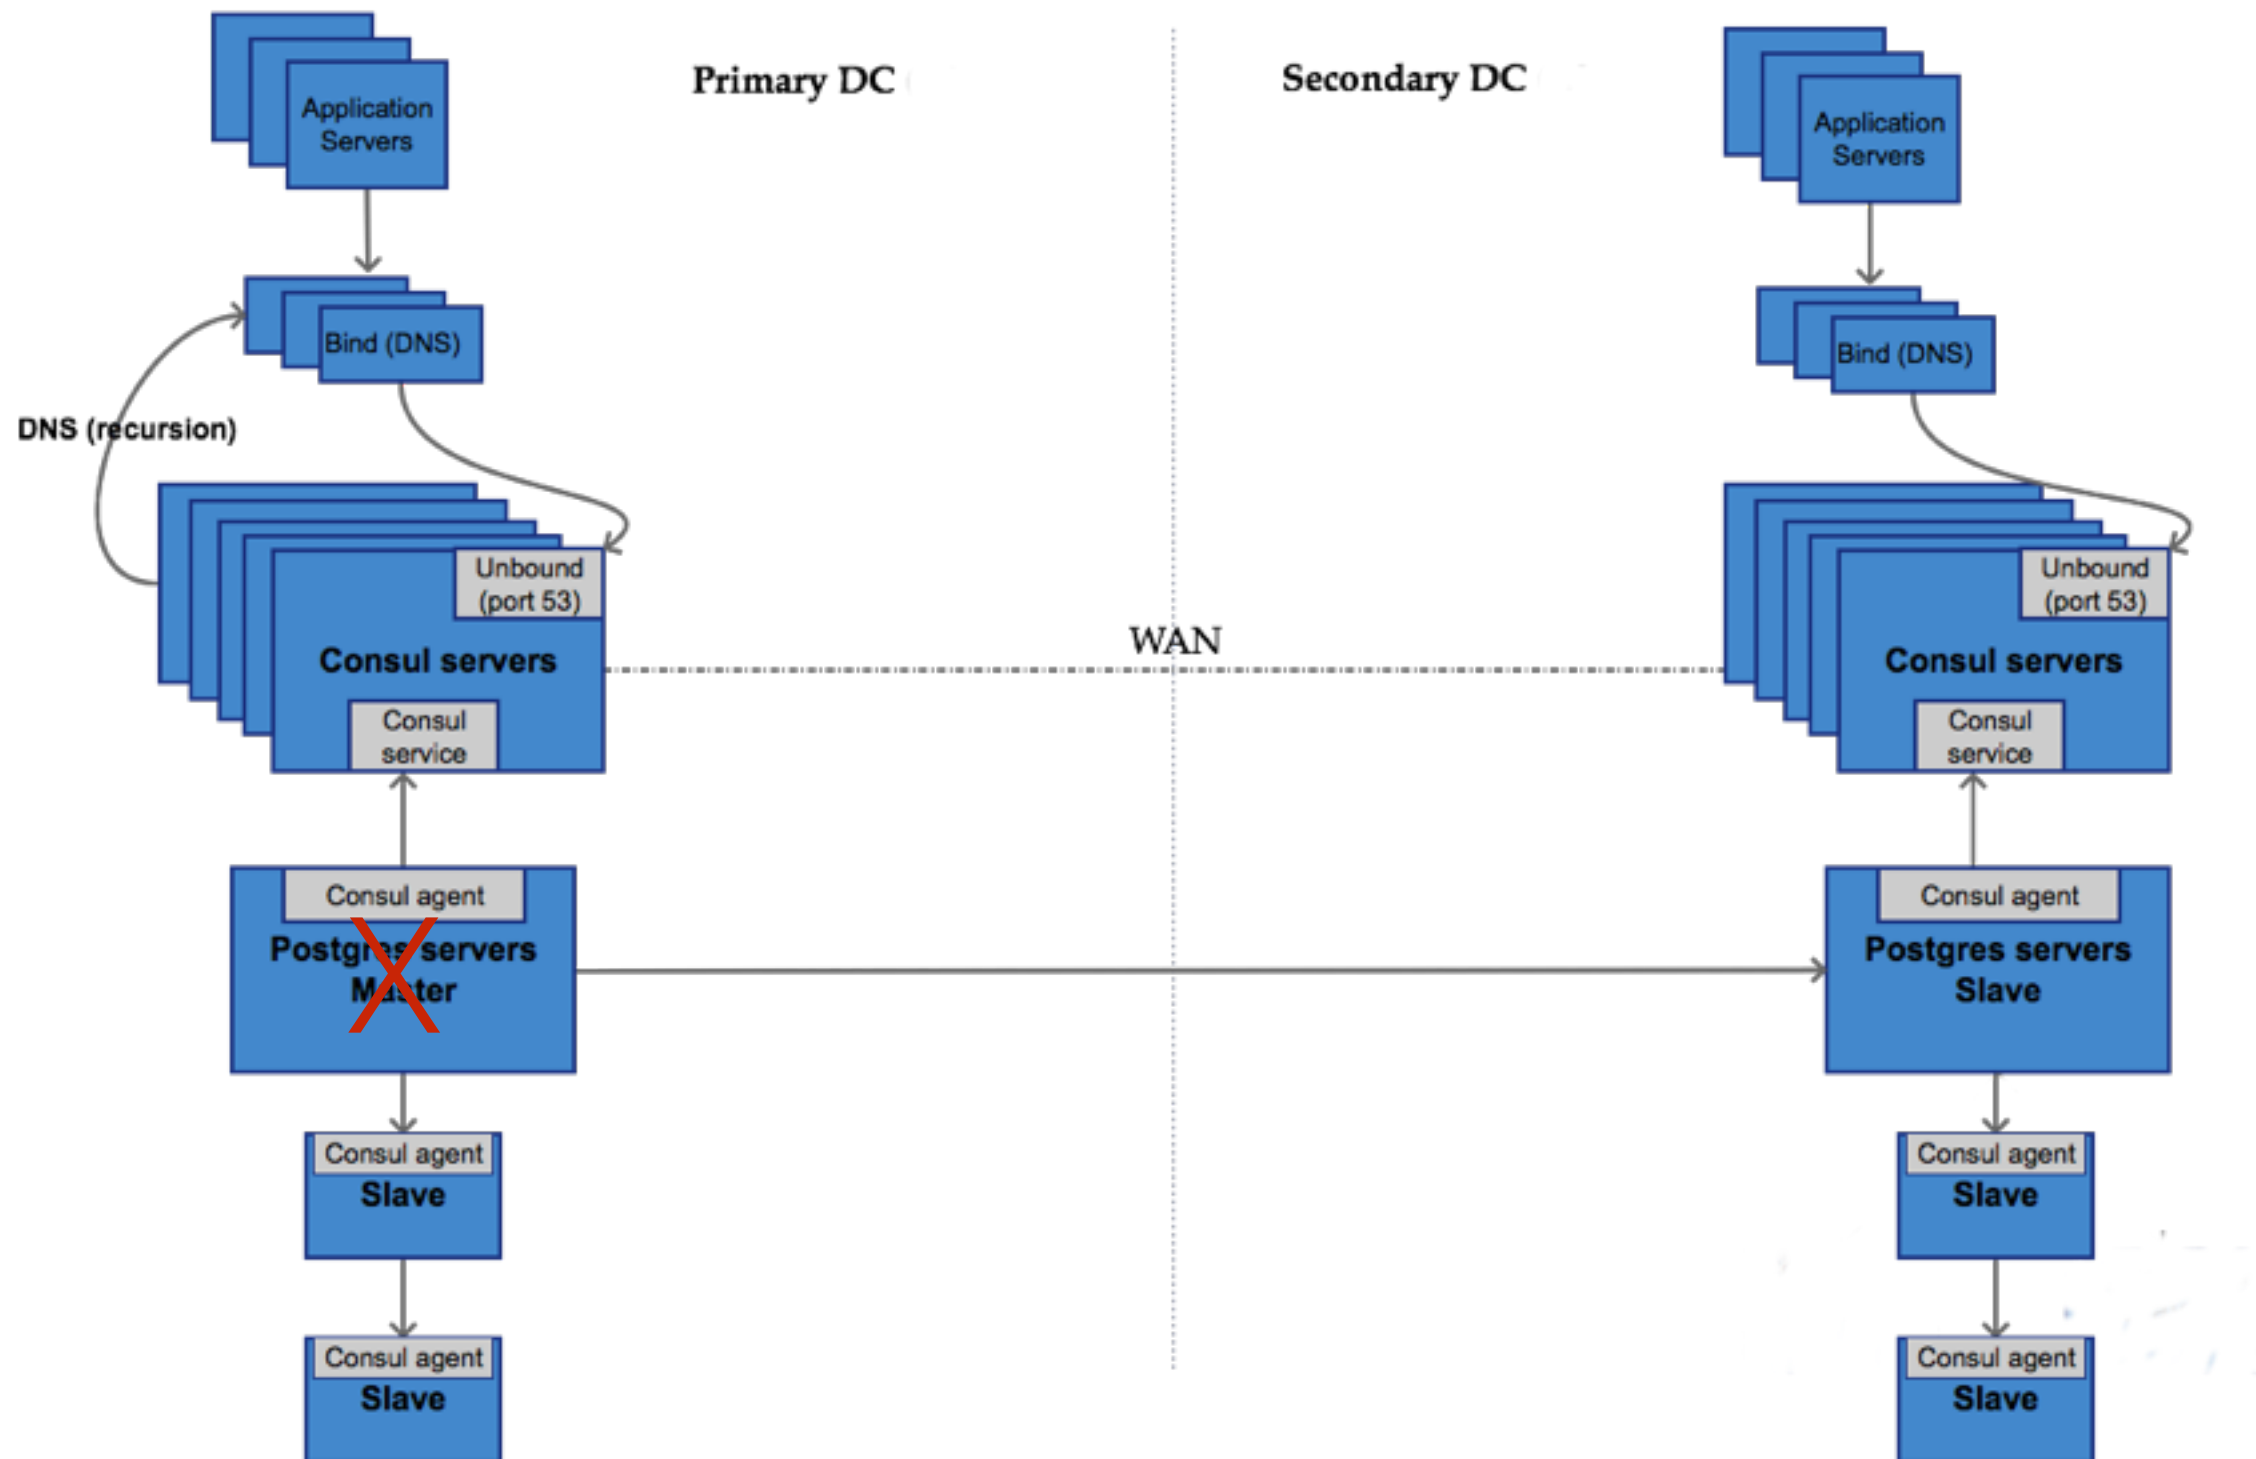 Primary DC
Secondary DC
Application
Servers
Application
Servers
Bind (DNS)
Bind (DNS)
DNS (recursion)
Unbound
(port 53)
Unbound
(port 53)
WAN
Consul servers
Consul servers
Consul
service
Consul
service
Consul agent
Postgres servers
Master
X
Consul agent
Postgres servers
Slave
Consul agent
Slave
Consul agent
Slave
Consul agent
Slave
Consul agent
Slave